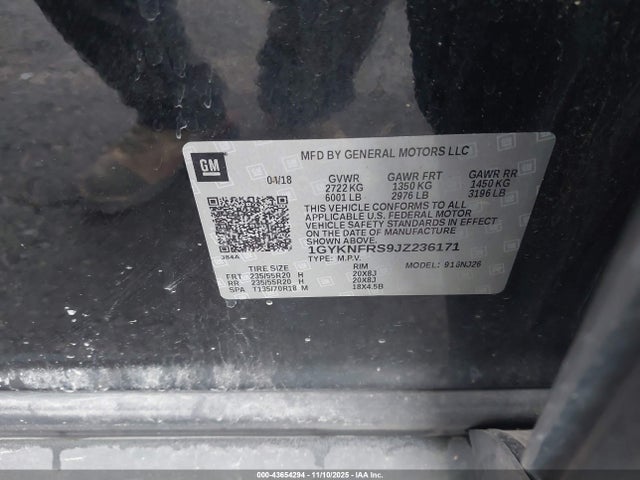 GM
MFD BY GENERAL MOTORS LLC
04/18 GVWR GAWR FRT GAWR RR
2722 KG 1350 KG 1450 KG
6001 LB 2976 LB 3196 LB
THIS VEHICLE CONFORMS TO ALL
APPLICABLE U.S. FEDERAL MOTOR
VEHICLE SAFETY STANDARDS IN EFFECT
ON THE DATE OF MANUFACTURE
SHOWN ABOVE.
1GYKNFRS9JZ236171
TYPE: M.P.V. MODEL:
TIRE SIZE RIM
FRT 235/55R20 H 20X8J
RR 235/55R20 H 20X8J
SPA T135/70R18 M 18X4.5B
000-43654294 - 11/10/2025 - IAA Inc.